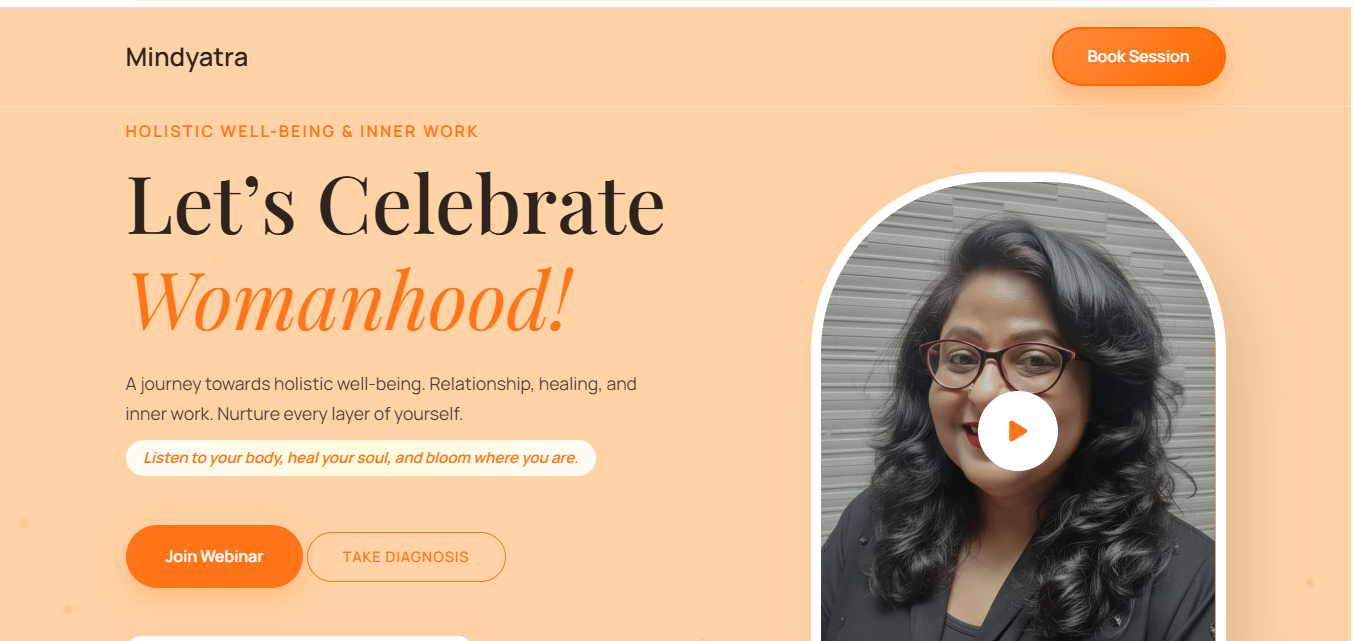 Mindyatra
Book Session
HOLISTIC WELL-BEING & INNER WORK
Let’s Celebrate
Womanhood!
A journey towards holistic well-being. Relationship, healing, and
inner work. Nurture every layer of yourself.
Listen to your body, heal your soul, and bloom where you are.
Join Webinar
TAKE DIAGNOSIS